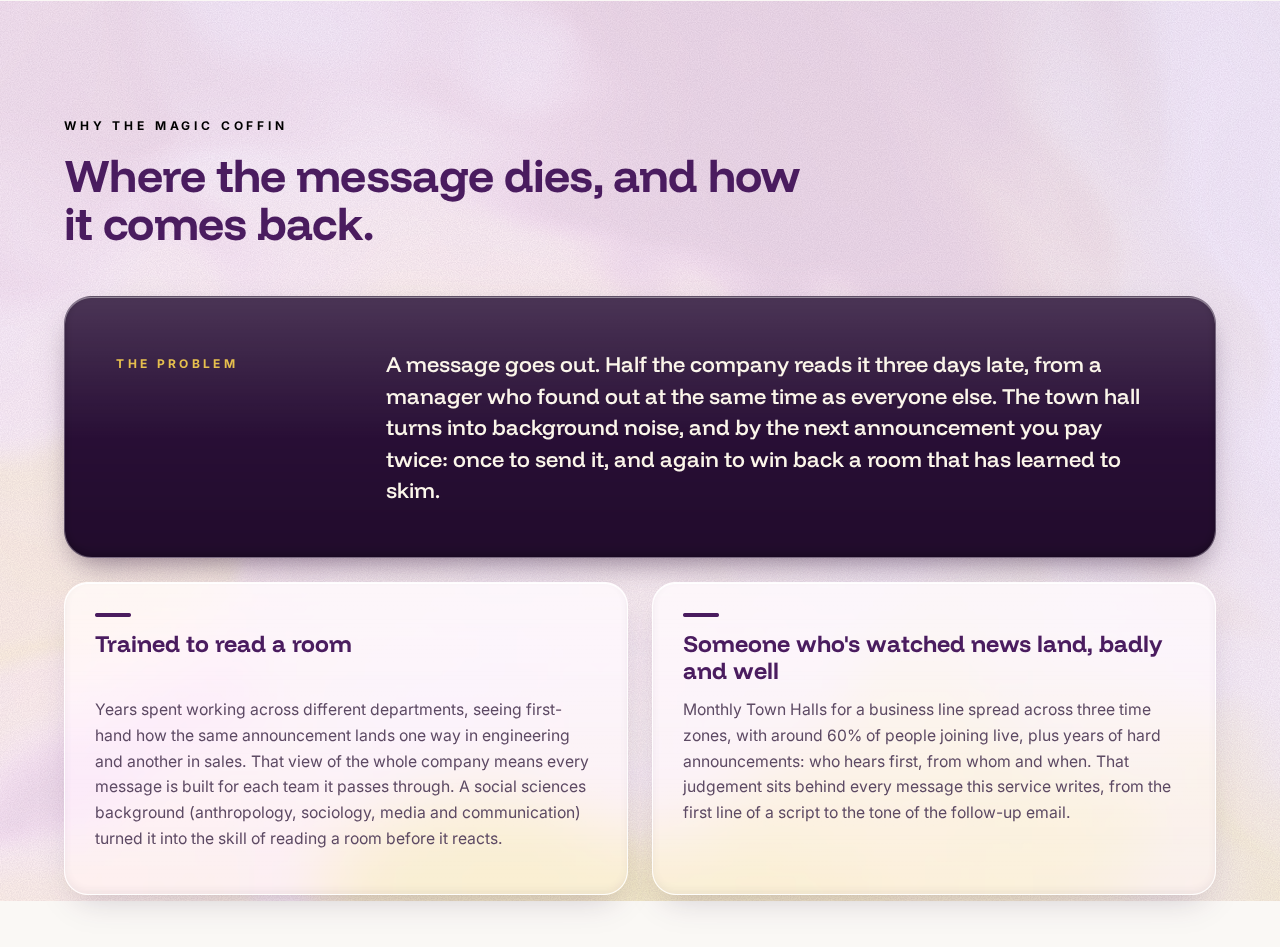 WHY THE MAGIC COFFIN
Where the message dies, and how
it comes back.
THE PROBLEM
A message goes out. Half the company reads it three days late, from a
manager who found out at the same time as everyone else. The town hall
turns into background noise, and by the next announcement you pay
twice: once to send it, and again to win back a room that has learned to
skim.
Trained to read a room
Years spent working across different departments, seeing first-
hand how the same announcement lands one way in engineering
and another in sales. That view of the whole company means every
message is built for each team it passes through. A social sciences
background (anthropology, sociology, media and communication)
turned it into the skill of reading a room before it reacts.
Someone who's watched news land, badly
and well
Monthly Town Halls for a business line spread across three time
zones, with around 60% of people joining live, plus years of hard
announcements: who hears first, from whom and when. That
judgement sits behind every message this service writes, from the
first line of a script to the tone of the follow-up email.